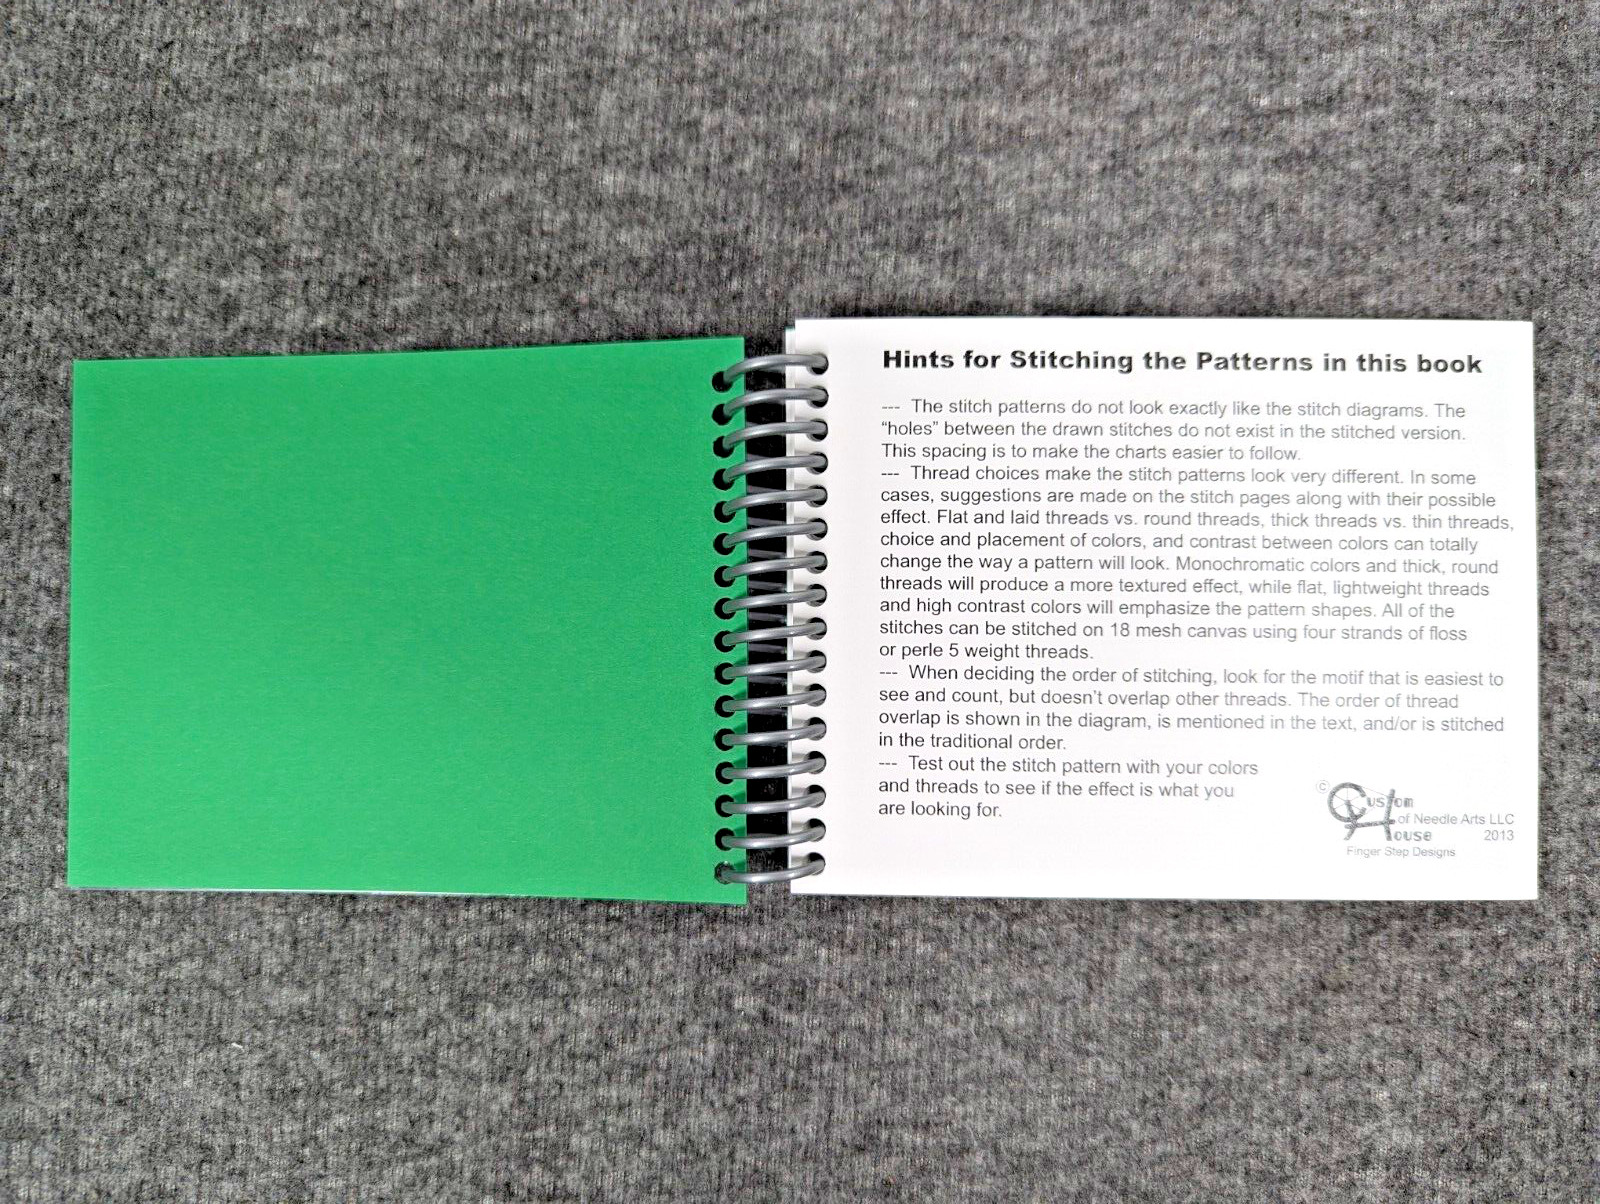 Hints for Stitching the Patterns in this book
--- The stitch patterns do not look exactly like the stitch diagrams. The
“holes” between the drawn stitches do not exist in the stitched version.
This spacing is to make the charts easier to follow.
--- Thread choices make the stitch patterns look very different. In some
cases, suggestions are made on the stitch pages along with their possible
effect. Flat and laid threads vs. round threads, thick threads vs. thin threads,
choice and placement of colors, and contrast between colors can totally
change the way a pattern will look. Monochromatic colors and thick, round
threads will produce a more textured effect, while flat, lightweight threads
and high contrast colors will emphasize the pattern shapes. All of the
stitches can be stitched on 18 mesh canvas using four strands of floss
or perle 5 weight threads.
--- When deciding the order of stitching, look for the motif that is easiest to
see and count, but doesn’t overlap other threads. The order of thread
overlap is shown in the diagram, is mentioned in the text, and/or is stitched
in the traditional order.
--- Test out the stitch pattern with your colors
and threads to see if the effect is what you
are looking for.
© Custom
of Needle Arts LLC
House 2013
Finger Step Designs